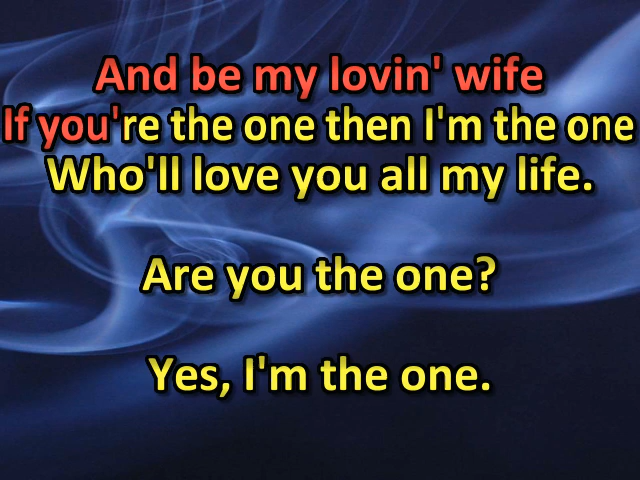 And be my lovin' wife
If you're the one then I'm the one
Who'll love you all my life.
Are you the one?
Yes, I'm the one.